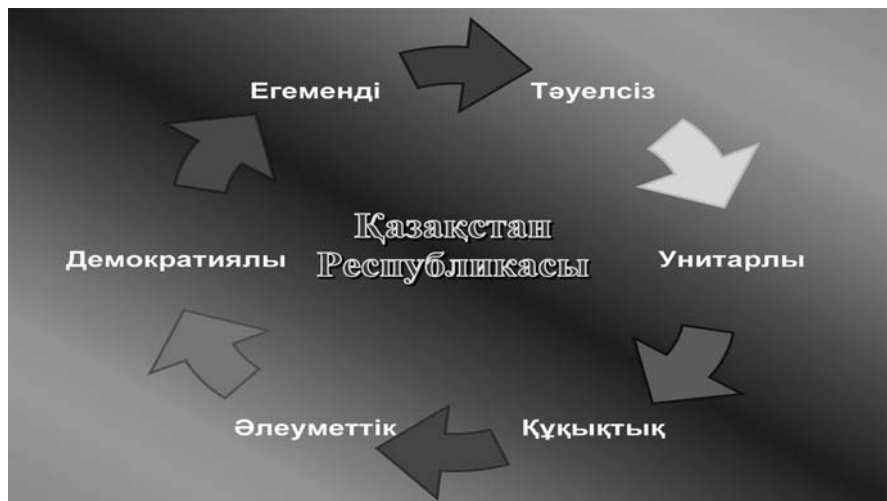 Егеменді
Тәуелсіз
Қазақстан
Республикасы
Демократиялы
Унитарлы
Әлеуметтік
Құқықтық